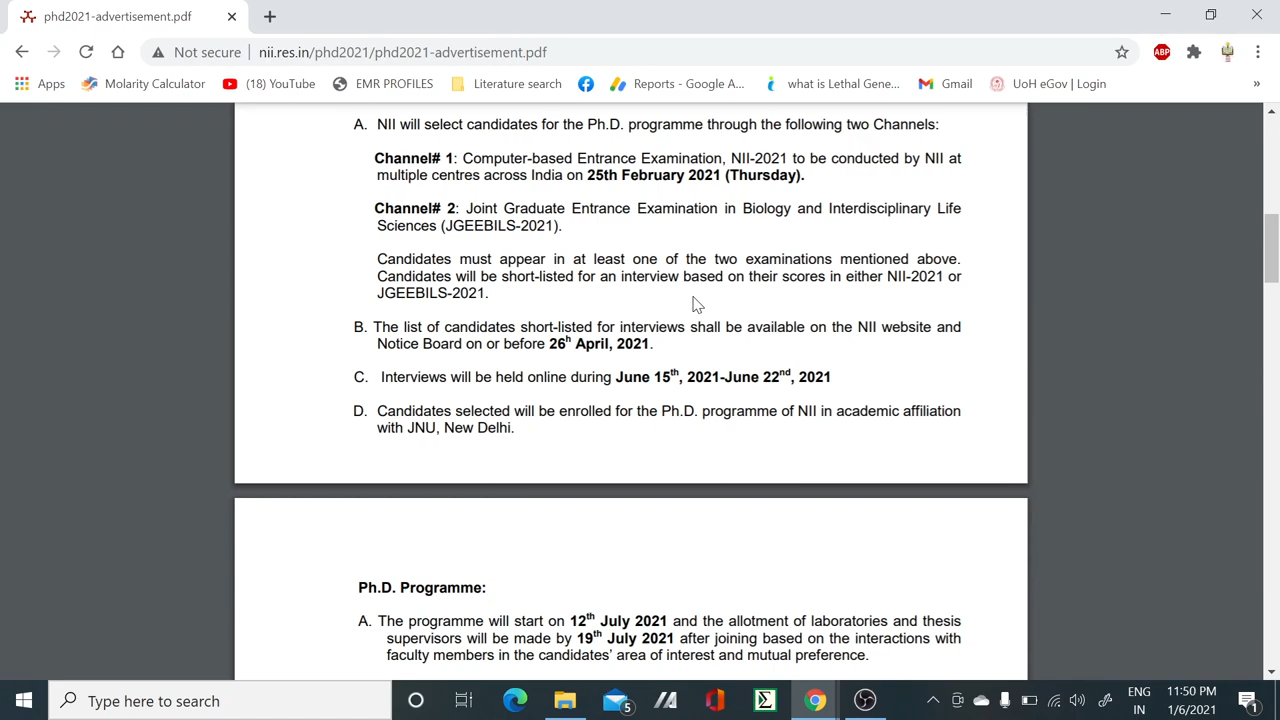 phd2021-advertisement.pdf
Not secure nii.res.in/phd2021/phd2021-advertisement.pdf ABP
Apps Molarity Calculator (18) YouTube EMR PROFILES Literature search Reports - Google A... what is Lethal Gene... Gmail UoH eGov | Login »
A. NII will select candidates for the Ph.D. programme through the following two Channels:
Channel# 1: Computer-based Entrance Examination, NII-2021 to be conducted by NII at
multiple centres across India on 25th February 2021 (Thursday).
Channel# 2: Joint Graduate Entrance Examination in Biology and Interdisciplinary Life
Sciences (JGEEBILS-2021).
Candidates must appear in at least one of the two examinations mentioned above.
Candidates will be short-listed for an interview based on their scores in either NII-2021 or
JGEEBILS-2021.
B. The list of candidates short-listed for interviews shall be available on the NII website and
Notice Board on or before 26h April, 2021.
C. Interviews will be held online during June 15th, 2021-June 22nd, 2021
D. Candidates selected will be enrolled for the Ph.D. programme of NII in academic affiliation
with JNU, New Delhi.
Ph.D. Programme:
A. The programme will start on 12th July 2021 and the allotment of laboratories and thesis
supervisors will be made by 19th July 2021 after joining based on the interactions with
faculty members in the candidates' area of interest and mutual preference.
Type here to search 5 ENG 11:50 PM
IN 1/6/2021 1